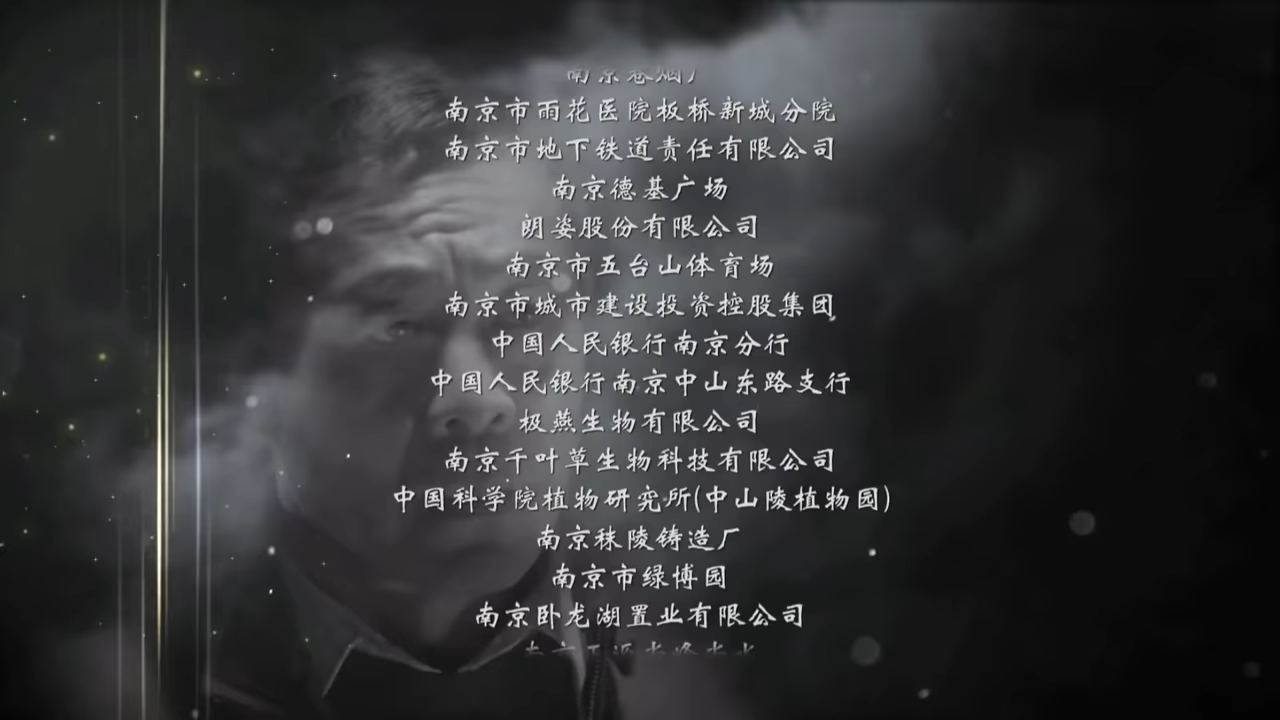 南京卷烟厂
南京市雨花医院板桥新城分院
南京市地下铁道责任有限公司
南京德基广场
朗姿股份有限公司
南京市五台山体育场
南京市城市建设投资控股集团
中国人民银行南京分行
中国人民银行南京中山东路支行
极燕生物有限公司
南京千叶草生物科技有限公司
中国科学院植物研究所(中山陵植物园)
南京秣陵铸造厂
南京市绿博园
南京卧龙湖置业有限公司